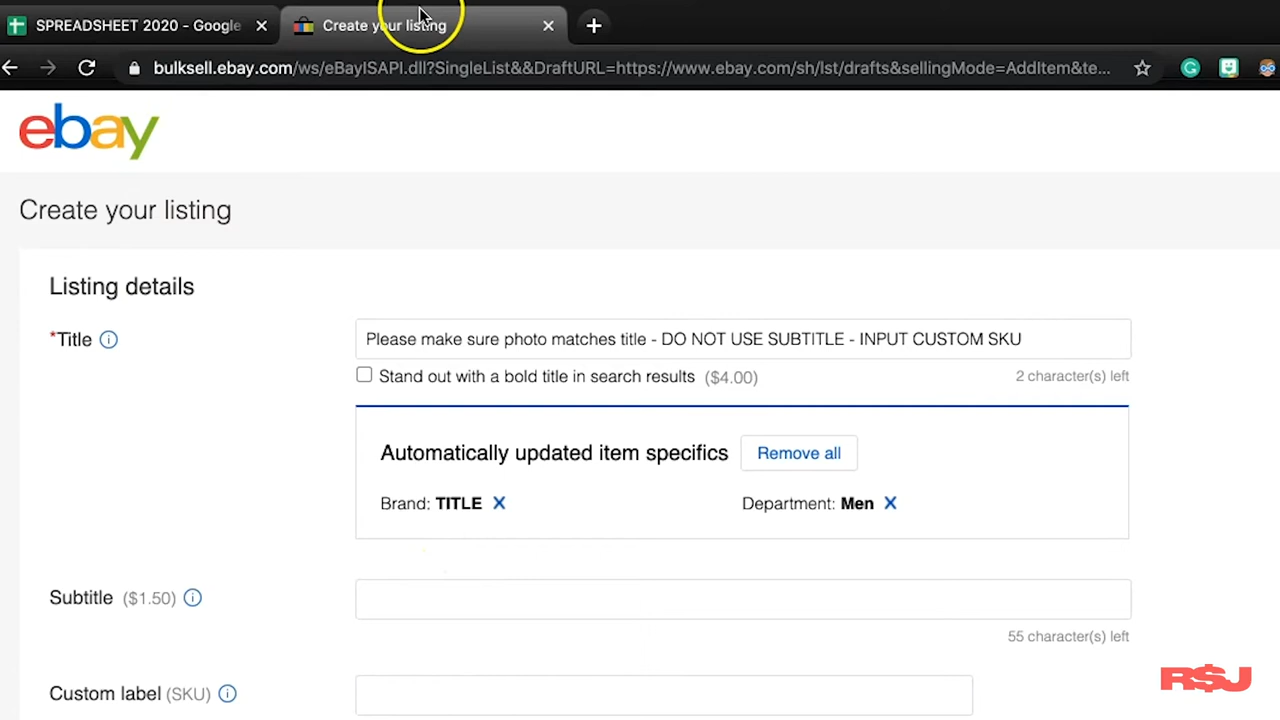 SPREADSHEET 2020 - Google
Create your listing
bulksell.ebay.com/ws/eBayISAPI.dll?SingleList&&DraftURL=https://www.ebay.com/sh/lst/drafts&sellingMode=AddItem&te...
ebay
Create your listing
Listing details
*Title
Please make sure photo matches title - DO NOT USE SUBTITLE - INPUT CUSTOM SKU
Stand out with a bold title in search results ($4.00)
2 character(s) left
Automatically updated item specifics
Remove all
Brand: TITLE X
Department: Men X
Subtitle ($1.50)
55 character(s) left
Custom label (SKU)
R$J